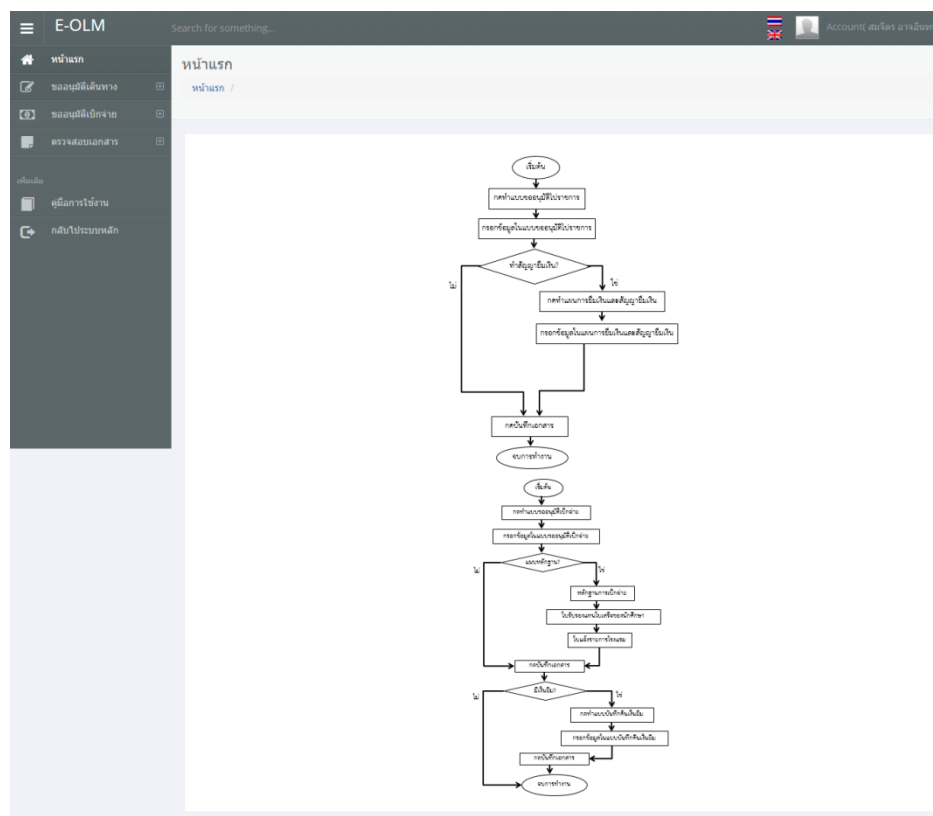 E-OLM
Search for something...
Account( สมจิตร อาจอินท
หน้าแรก
ขออนุมัติเดินทาง
ขออนุมัติเบิกจ่าย
ตรวจสอบเอกสาร
เพิ่มเติม
คู่มือการใช้งาน
กลับไประบบหลัก
หน้าแรก
หน้าแรก /
เริ่มต้น
กดทำแบบขออนุมัติไปราชการ
กรอกข้อมูลในแบบขออนุมัติไปราชการ
ทำสัญญายืมเงิน?
ไม่
ใช่
กดทำแผนการยืมเงินและสัญญายืมเงิน
กรอกข้อมูลในแผนการยืมเงินและสัญญายืมเงิน
กดบันทึกเอกสาร
จบการทำงาน
เริ่มต้น
กดทำแบบขออนุมัติเบิกจ่าย
กรอกข้อมูลในแบบขออนุมัติเบิกจ่าย
แนบหลักฐาน?
ไม่
ใช่
หลักฐานการเบิกจ่าย
ใบรับรองแทนใบเสร็จของนักศึกษา
ใบแจ้งรายการโรงแรม
กดบันทึกเอกสาร
มีเงินยืม?
ไม่
ใช่
กดทำแบบบันทึกคืนเงินยืม
กรอกข้อมูลในแบบบันทึกคืนเงินยืม
กดบันทึกเอกสาร
จบการทำงาน